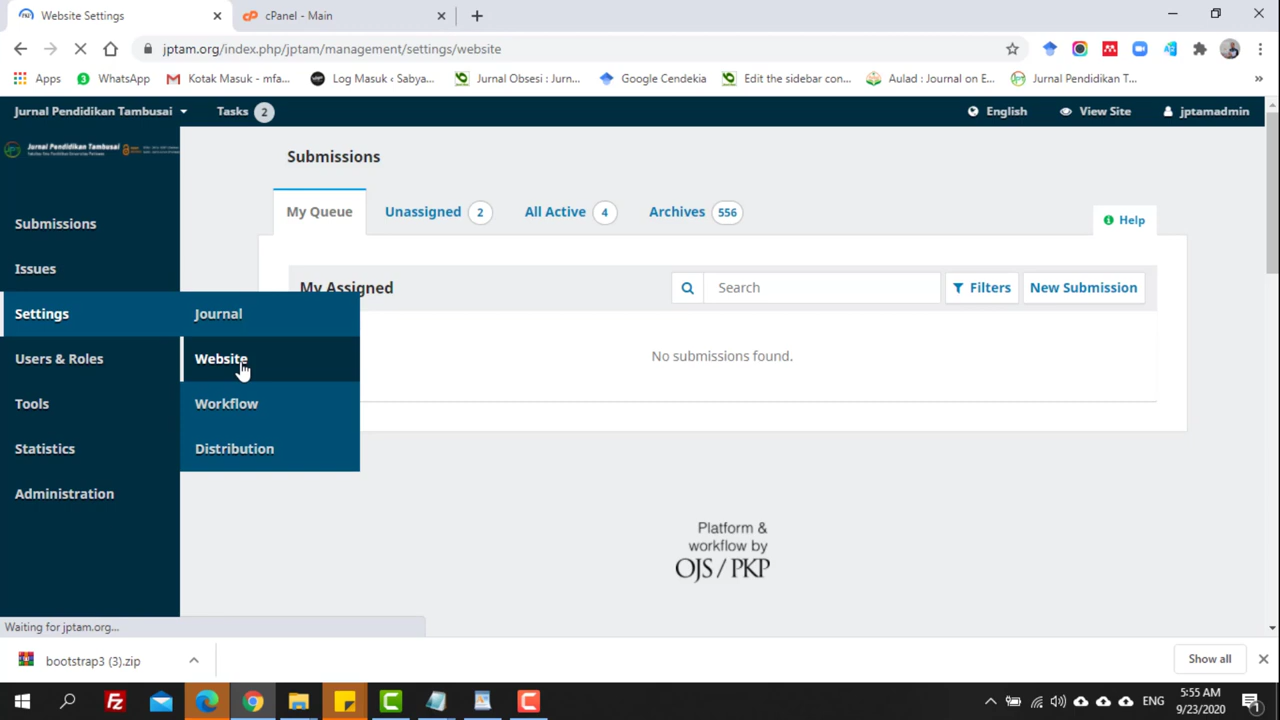 Website Settings
cPanel - Main
jptam.org/index.php/jptam/management/settings/website
Apps
WhatsApp
Kotak Masuk - mfa...
Log Masuk ‹ Sabya...
Jurnal Obsesi : Jurn...
Google Cendekia
Edit the sidebar con...
Aulad : Journal on E...
Jurnal Pendidikan T...
»
Jurnal Pendidikan Tambusai
Tasks 2
English
View Site
jptamadmin
Jurnal Pendidikan Tambusai
Submissions
Issues
Settings
Users & Roles
Tools
Statistics
Administration
Journal
Website
Workflow
Distribution
Submissions
My Queue
Unassigned 2
All Active 4
Archives 556
Help
My Assigned
Search
Filters
New Submission
No submissions found.
Platform &
workflow by
OJS / PKP
Waiting for jptam.org...
bootstrap3 (3).zip
Show all
ENG
5:55 AM
9/23/2020
1